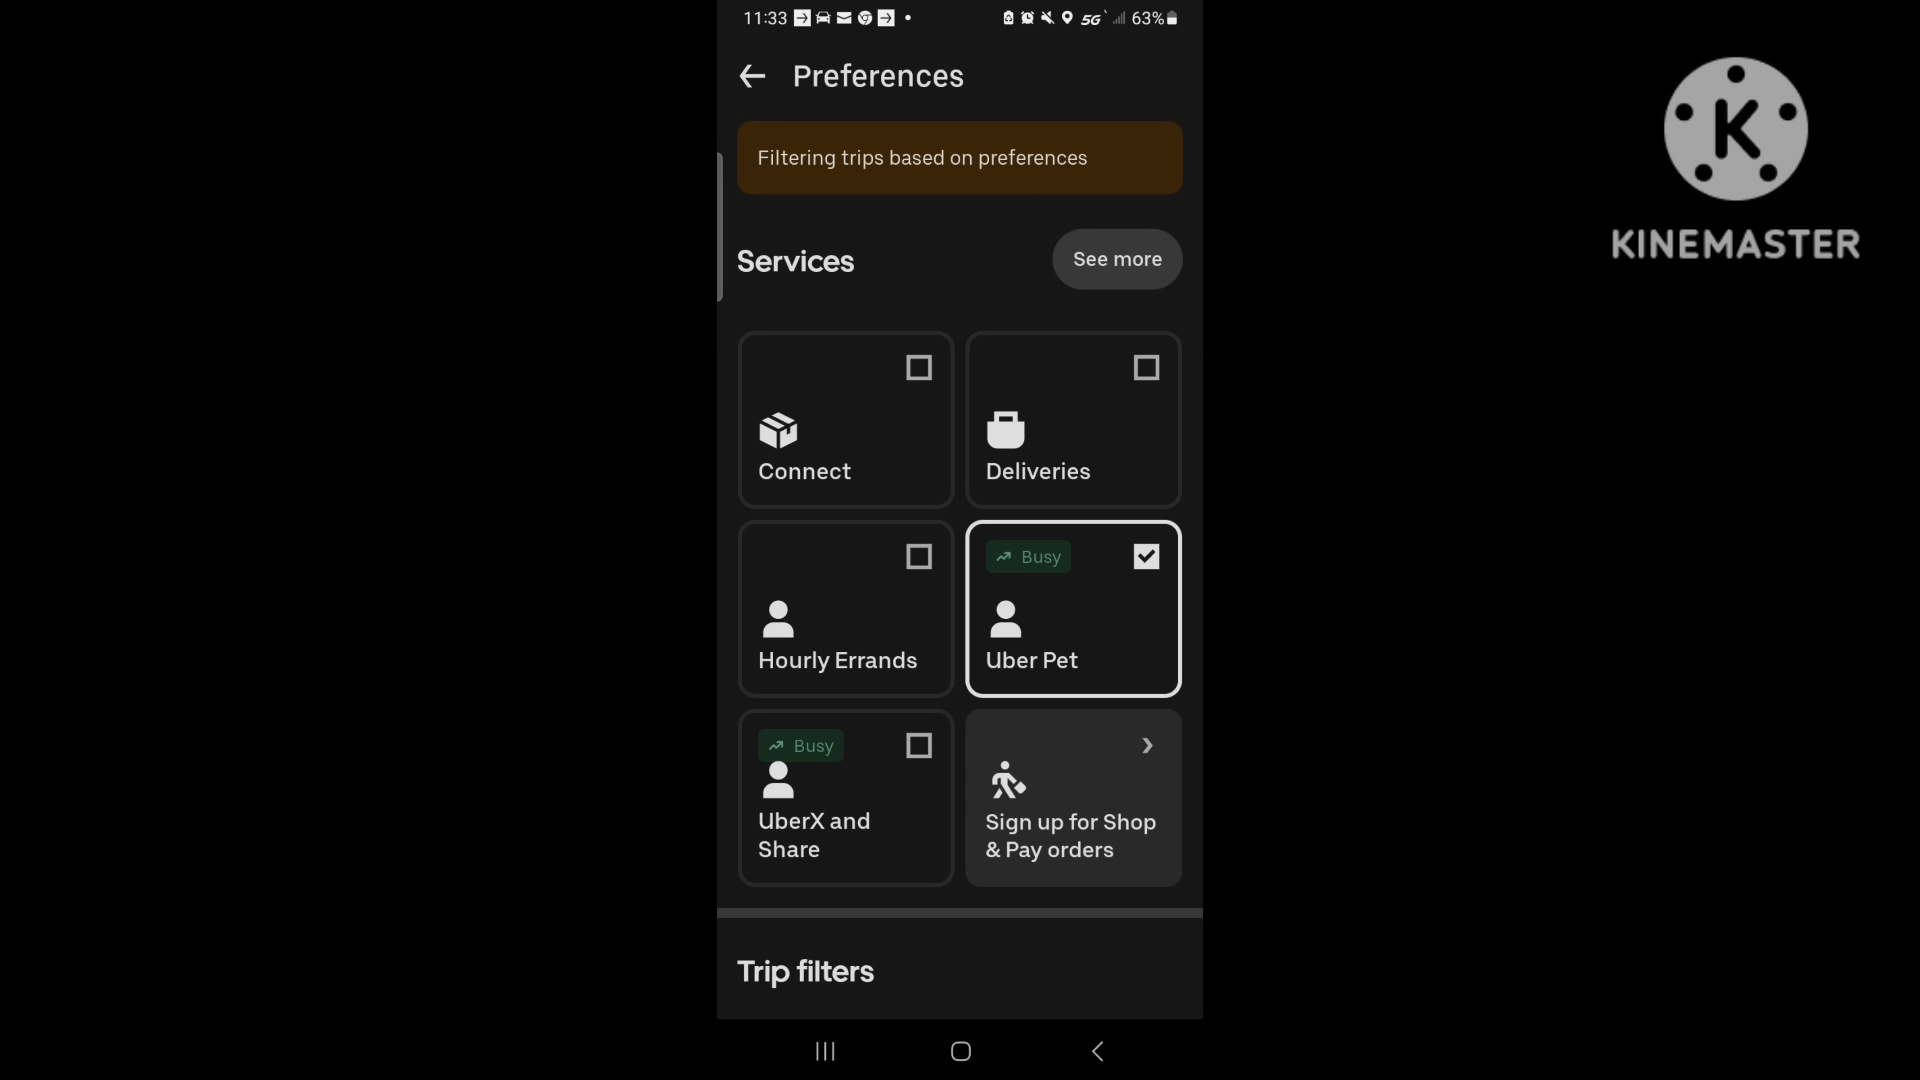 11:33
5G
63%
Preferences
K
KINEMASTER
Filtering trips based on preferences
Services
See more
Connect
Deliveries
Hourly Errands
Busy
Uber Pet
Busy
UberX and
Share
Sign up for Shop
& Pay orders
Trip filters